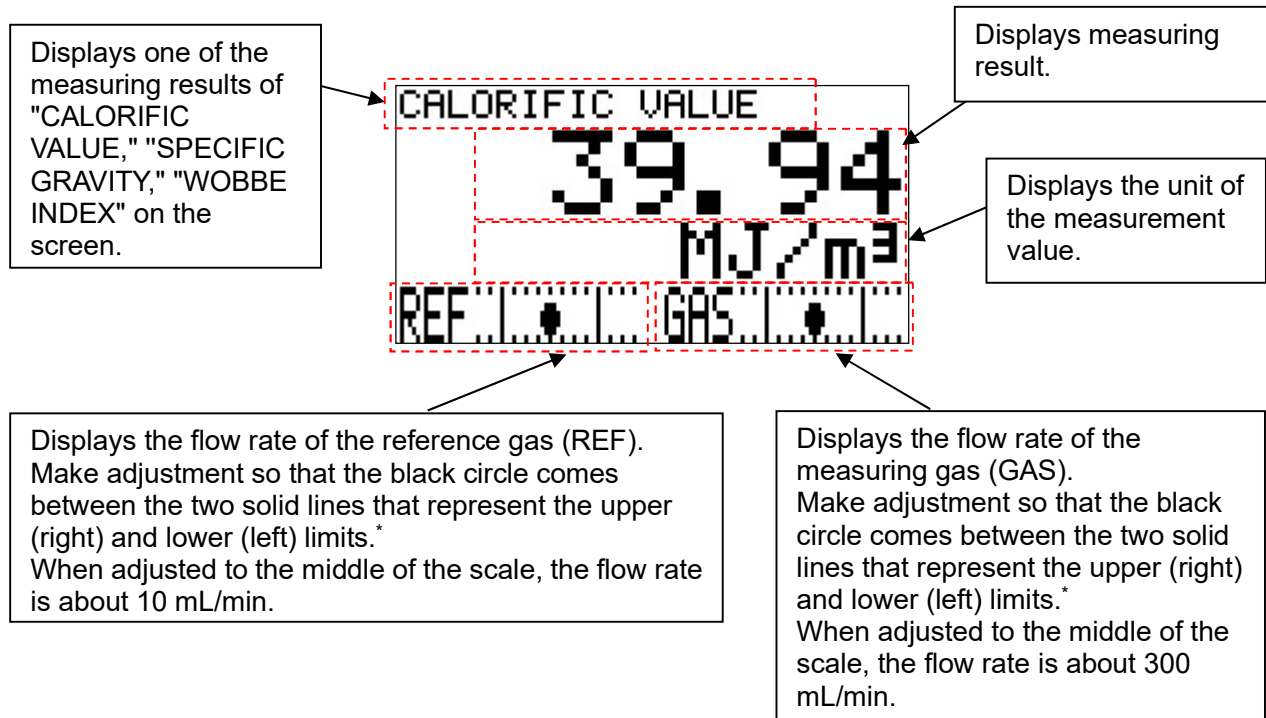 Displays one of the
measuring results of
"CALORIFIC
VALUE," "SPECIFIC
GRAVITY," "WOBBE
INDEX" on the
screen.
Displays measuring
result.
CALORIFIC VALUE
39.94
MJ/m³
REF
GAS
Displays the unit of
the measurement
value.
Displays the flow rate of the reference gas (REF).
Make adjustment so that the black circle comes
between the two solid lines that represent the upper
(right) and lower (left) limits.*
When adjusted to the middle of the scale, the flow rate
is about 10 mL/min.
Displays the flow rate of the
measuring gas (GAS).
Make adjustment so that the black
circle comes between the two solid
lines that represent the upper (right)
and lower (left) limits.*
When adjusted to the middle of the
scale, the flow rate is about 300
mL/min.